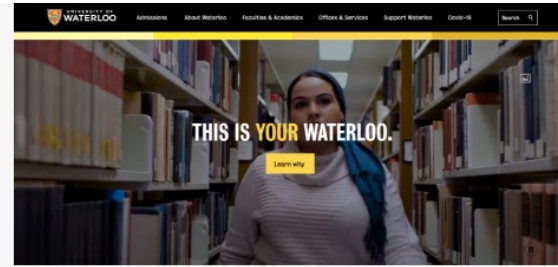 UNIVERSITY OF
WATERLOO
Admissions About Waterloo Faculties & Academics Offices & Services Support Waterloo Covid-19 Search
THIS IS YOUR WATERLOO.
Learn why